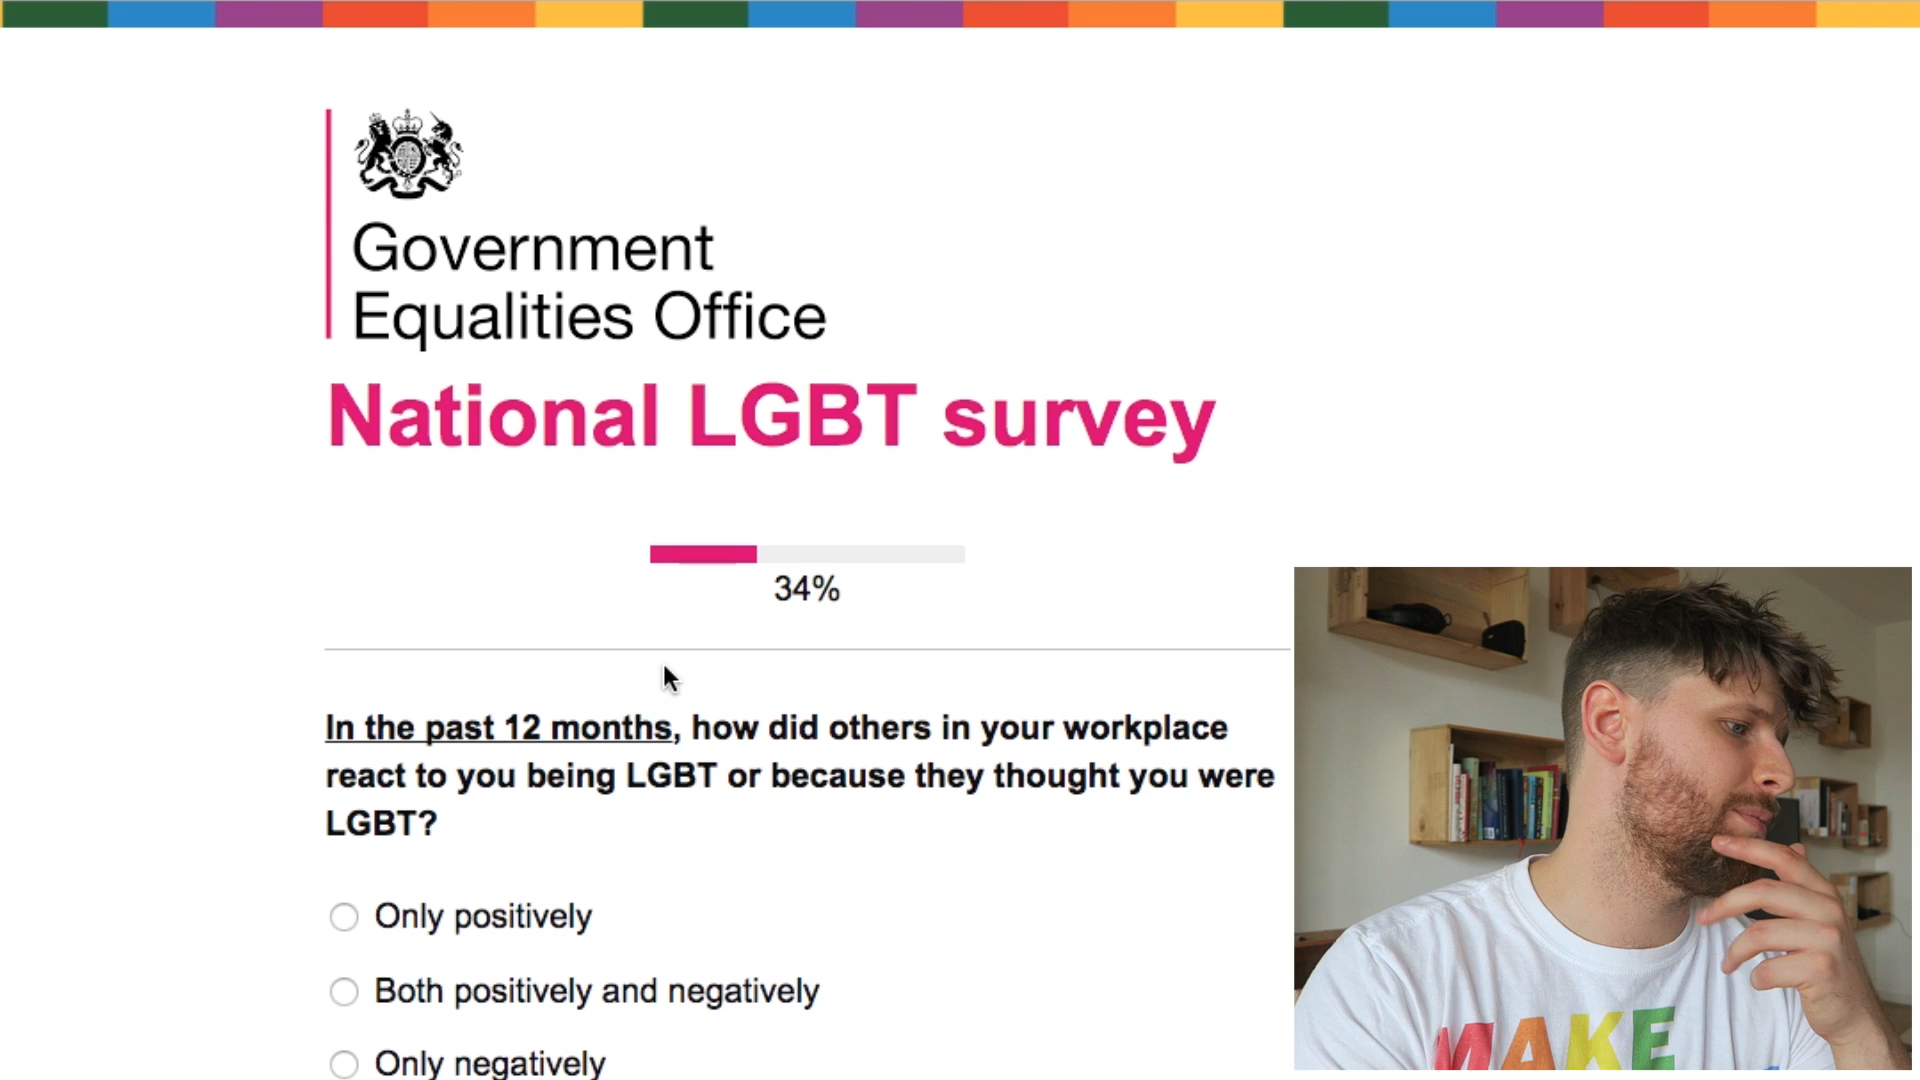 Government
Equalities Office
National LGBT survey
34%
In the past 12 months, how did others in your workplace
react to you being LGBT or because they thought you were
LGBT?
Only positively
Both positively and negatively
Only negatively
MAKE